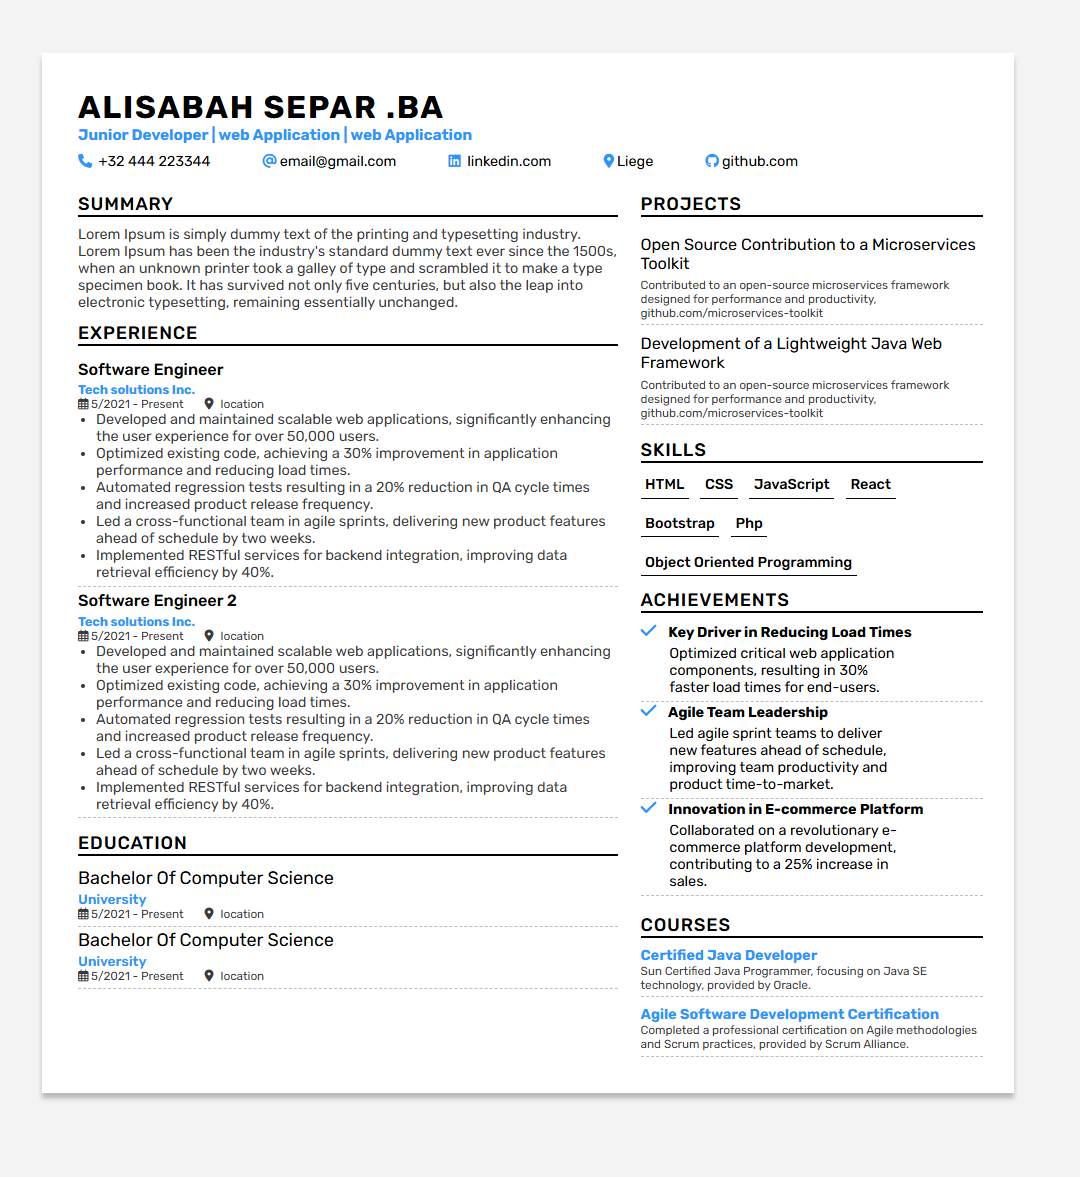 ALISABAH SEPAR .BA
Junior Developer | web Application | web Application
+32 444 223344 email@gmail.com linkedin.com Liege github.com
SUMMARY
Lorem Ipsum is simply dummy text of the printing and typesetting industry.
Lorem Ipsum has been the industry's standard dummy text ever since the 1500s,
when an unknown printer took a galley of type and scrambled it to make a type
specimen book. It has survived not only five centuries, but also the leap into
electronic typesetting, remaining essentially unchanged.
EXPERIENCE
Software Engineer
Tech solutions Inc.
5/2021 - Present location
• Developed and maintained scalable web applications, significantly enhancing
the user experience for over 50,000 users.
• Optimized existing code, achieving a 30% improvement in application
performance and reducing load times.
• Automated regression tests resulting in a 20% reduction in QA cycle times
and increased product release frequency.
• Led a cross-functional team in agile sprints, delivering new product features
ahead of schedule by two weeks.
• Implemented RESTful services for backend integration, improving data
retrieval efficiency by 40%.
Software Engineer 2
Tech solutions Inc.
5/2021 - Present location
• Developed and maintained scalable web applications, significantly enhancing
the user experience for over 50,000 users.
• Optimized existing code, achieving a 30% improvement in application
performance and reducing load times.
• Automated regression tests resulting in a 20% reduction in QA cycle times
and increased product release frequency.
• Led a cross-functional team in agile sprints, delivering new product features
ahead of schedule by two weeks.
• Implemented RESTful services for backend integration, improving data
retrieval efficiency by 40%.
EDUCATION
Bachelor Of Computer Science
University
5/2021 - Present location
Bachelor Of Computer Science
University
5/2021 - Present location
PROJECTS
Open Source Contribution to a Microservices
Toolkit
Contributed to an open-source microservices framework
designed for performance and productivity,
github.com/microservices-toolkit
Development of a Lightweight Java Web
Framework
Contributed to an open-source microservices framework
designed for performance and productivity,
github.com/microservices-toolkit
SKILLS
HTML CSS JavaScript React
Bootstrap Php
Object Oriented Programming
ACHIEVEMENTS
Key Driver in Reducing Load Times
Optimized critical web application
components, resulting in 30%
faster load times for end-users.
Agile Team Leadership
Led agile sprint teams to deliver
new features ahead of schedule,
improving team productivity and
product time-to-market.
Innovation in E-commerce Platform
Collaborated on a revolutionary e-
commerce platform development,
contributing to a 25% increase in
sales.
COURSES
Certified Java Developer
Sun Certified Java Programmer, focusing on Java SE
technology, provided by Oracle.
Agile Software Development Certification
Completed a professional certification on Agile methodologies
and Scrum practices, provided by Scrum Alliance.